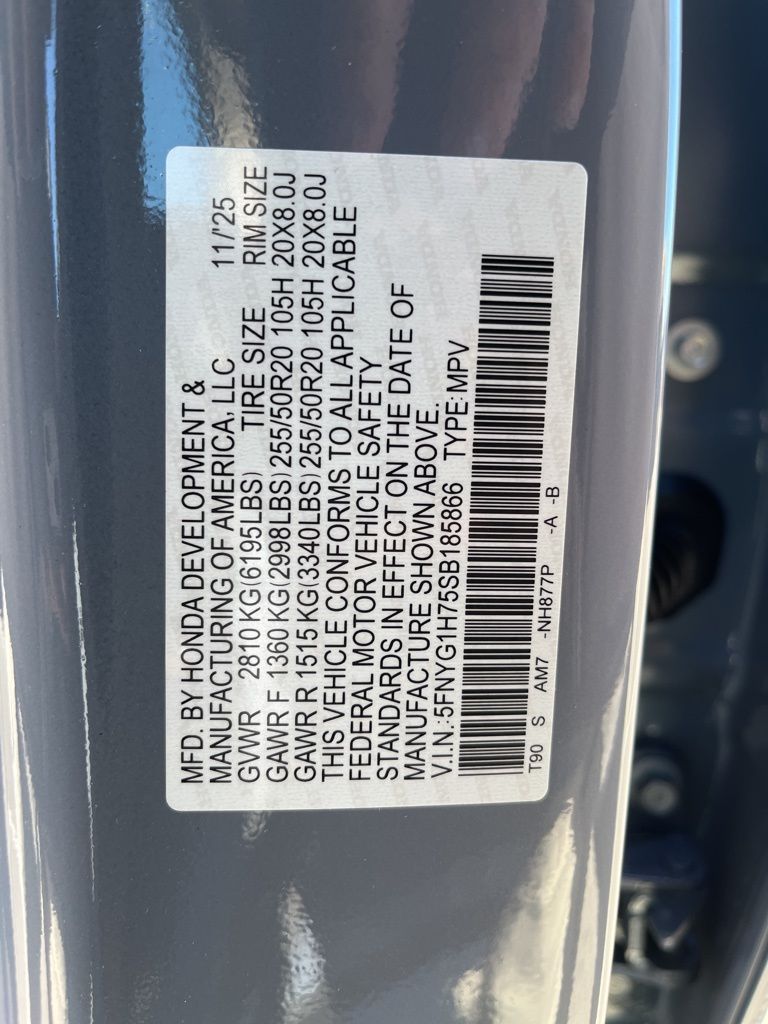 MFD. BY HONDA DEVELOPMENT &
MANUFACTURING OF AMERICA, LLC 11/'25
GVWR 2810 KG(6195LBS) TIRE SIZE RIM SIZE
GAWR F 1360 KG(2998LBS) 255/50R20 105H 20X8.0J
GAWR R 1515 KG(3340LBS) 255/50R20 105H 20X8.0J
THIS VEHICLE CONFORMS TO ALL APPLICABLE
FEDERAL MOTOR VEHICLE SAFETY
STANDARDS IN EFFECT ON THE DATE OF
MANUFACTURE SHOWN ABOVE.
V.I.N.:5FNYG1H75SB185866 TYPE: MPV
T90 S AM7 -NH877P -A -B